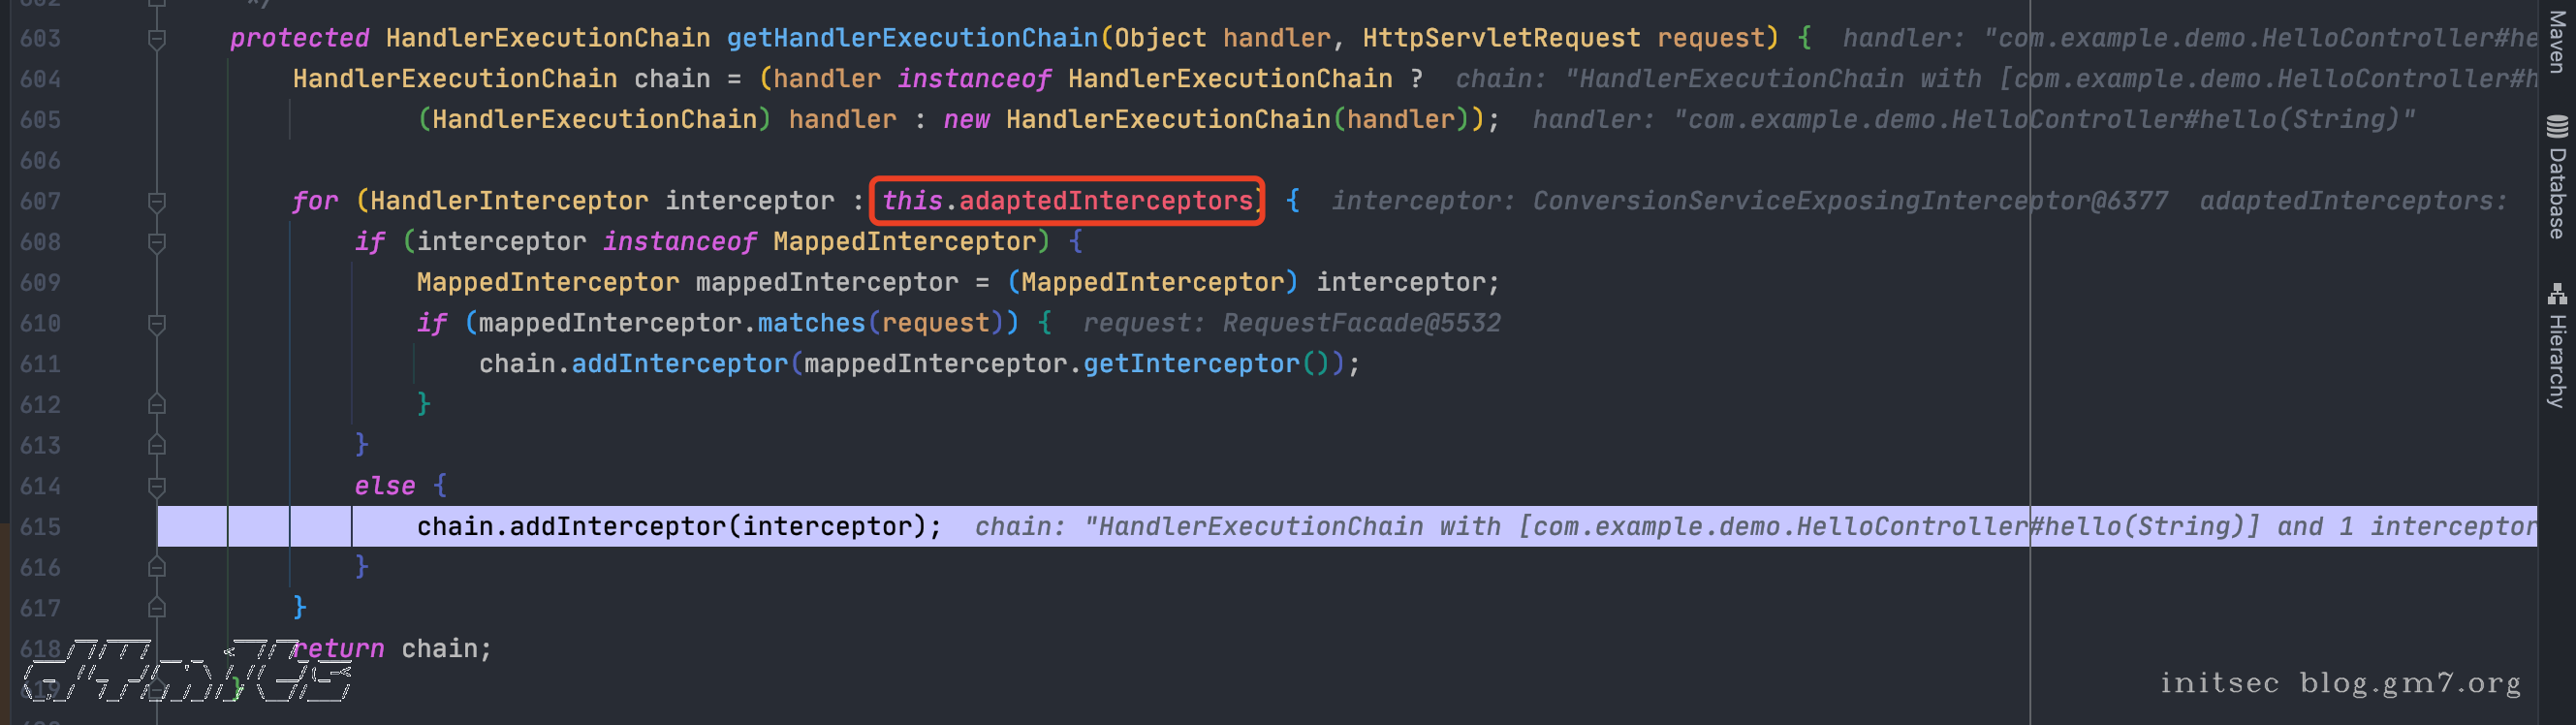 602 */
603 protected HandlerExecutionChain getHandlerExecutionChain(Object handler, HttpServletRequest request) { handler: "com.example.demo.HelloController#he
604 HandlerExecutionChain chain = (handler instanceof HandlerExecutionChain ? chain: "HandlerExecutionChain with [com.example.demo.HelloController#h
605 (HandlerExecutionChain) handler : new HandlerExecutionChain(handler)); handler: "com.example.demo.HelloController#hello(String)"
606
607 for (HandlerInterceptor interceptor : this.adaptedInterceptors) { interceptor: ConversionServiceExposingInterceptor@6377 adaptedInterceptors:
608 if (interceptor instanceof MappedInterceptor) {
609 MappedInterceptor mappedInterceptor = (MappedInterceptor) interceptor;
610 if (mappedInterceptor.matches(request)) { request: RequestFacade@5532
611 chain.addInterceptor(mappedInterceptor.getInterceptor());
612 }
613 }
614 else {
615 chain.addInterceptor(interceptor); chain: "HandlerExecutionChain with [com.example.demo.HelloController#hello(String)] and 1 interceptor
616 }
617 }
618 return chain;
619 }
initsec blog.gm7.org
Maven
Database
Hierarchy